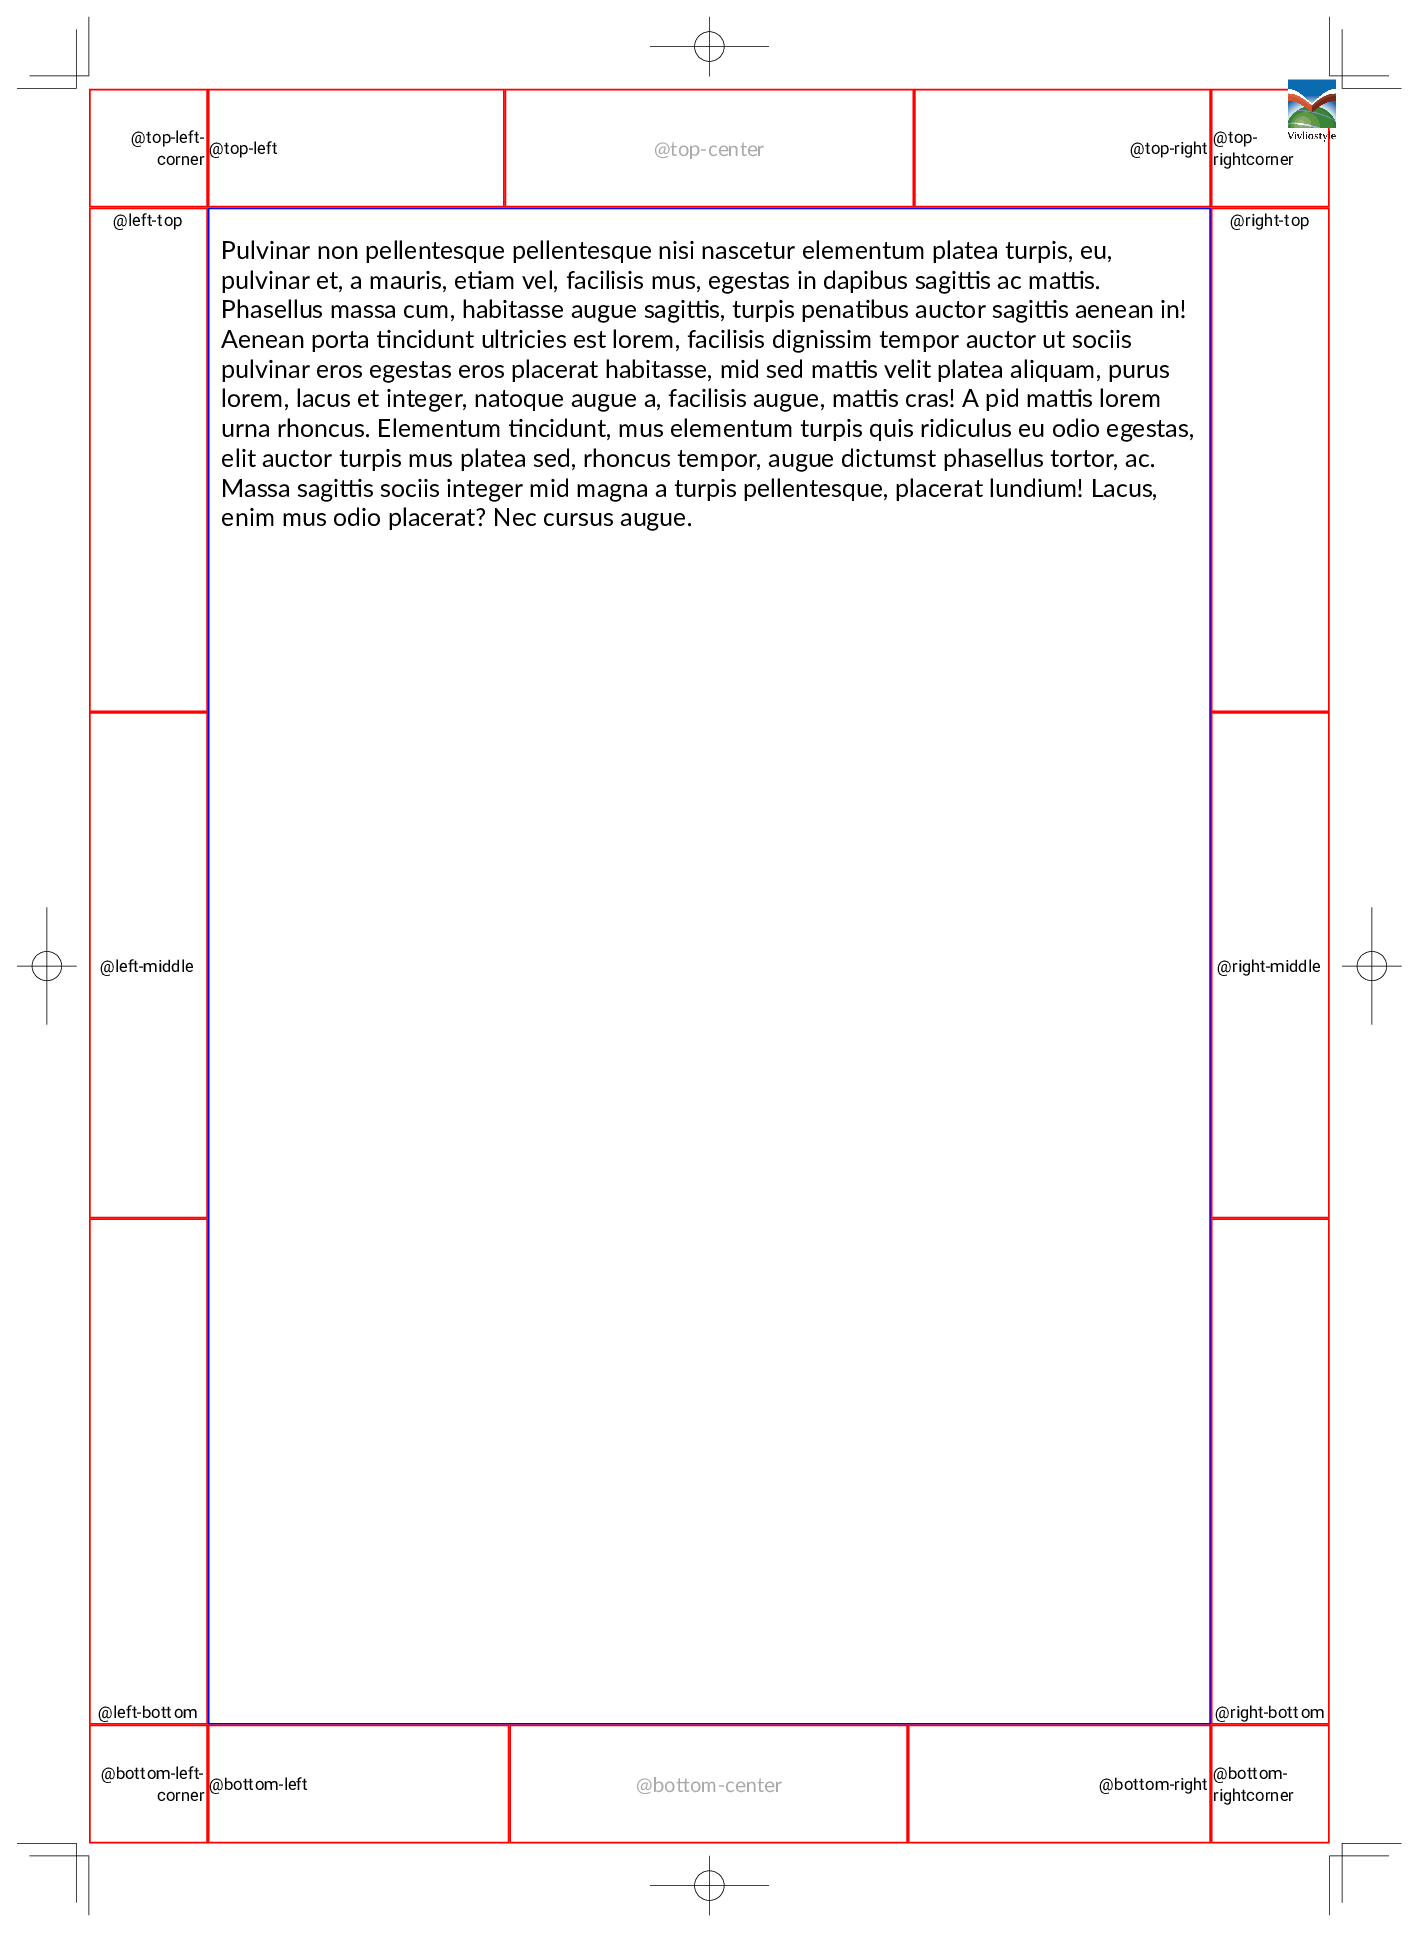 Vivliostyle
@top-left-
corner
@top-left
@top-center
@top-right
@top-
rightcorner
@left-top
@right-top
Pulvinar non pellentesque pellentesque nisi nascetur elementum platea turpis, eu,
pulvinar et, a mauris, etiam vel, facilisis mus, egestas in dapibus sagittis ac mattis.
Phasellus massa cum, habitasse augue sagittis, turpis penatibus auctor sagittis aenean in!
Aenean porta tincidunt ultricies est lorem, facilisis dignissim tempor auctor ut sociis
pulvinar eros egestas eros placerat habitasse, mid sed mattis velit platea aliquam, purus
lorem, lacus et integer, natoque augue a, facilisis augue, mattis cras! A pid mattis lorem
urna rhoncus. Elementum tincidunt, mus elementum turpis quis ridiculus eu odio egestas,
elit auctor turpis mus platea sed, rhoncus tempor, augue dictumst phasellus tortor, ac.
Massa sagittis sociis integer mid magna a turpis pellentesque, placerat lundium! Lacus,
enim mus odio placerat? Nec cursus augue.
@left-middle
@right-middle
@left-bottom
@right-bottom
@bottom-left-
corner
@bottom-left
@bottom-center
@bottom-right
@bottom-
rightcorner